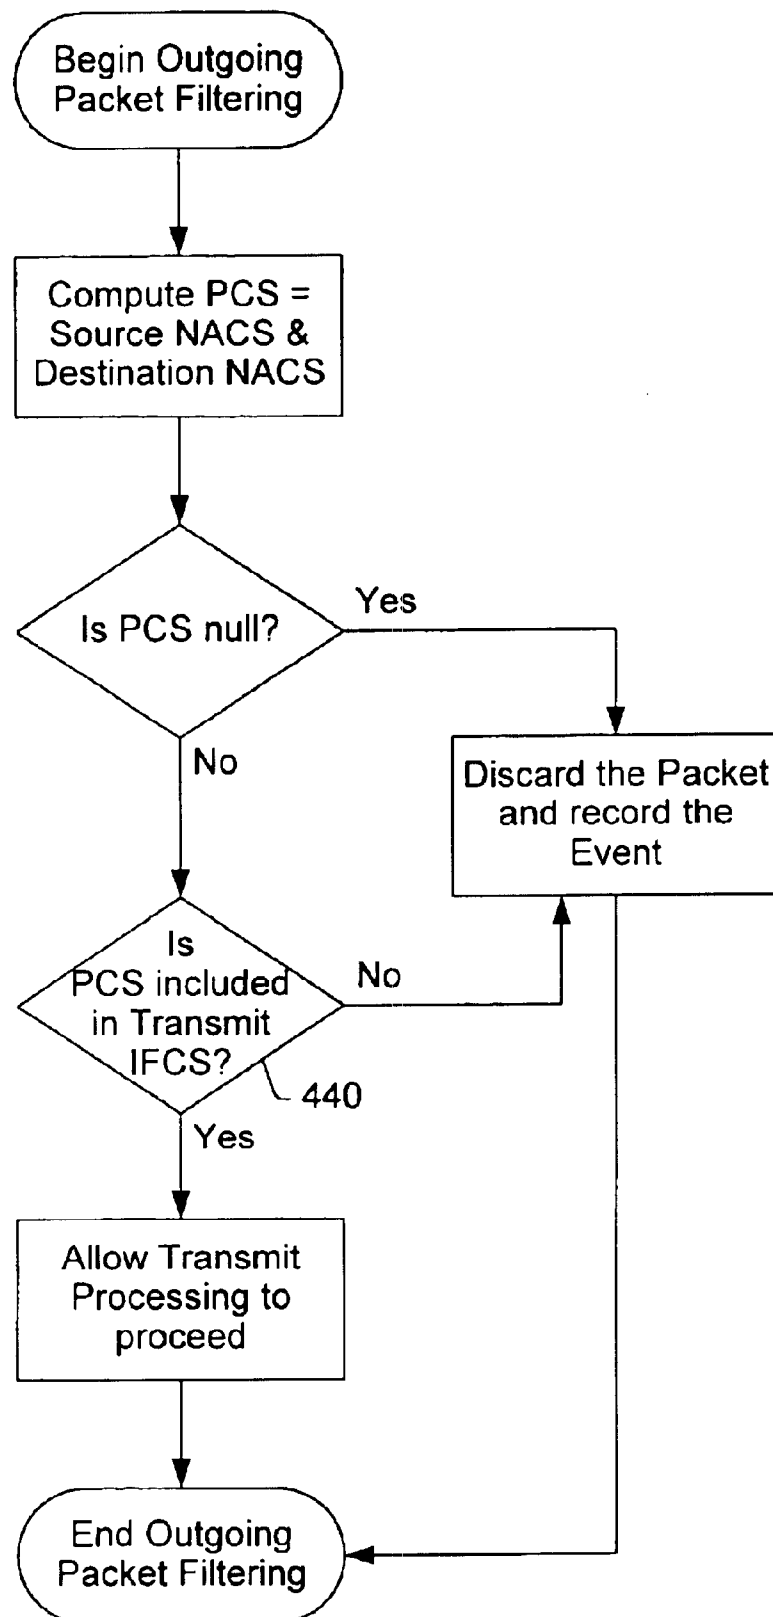 Begin Outgoing
Packet Filtering
Compute PCS =
Source NACS &
Destination NACS
Is PCS null?
Yes
No
Discard the Packet
and record the
Event
Is
PCS included
in Transmit
IFCS?
No
440
Yes
Allow Transmit
Processing to
proceed
End Outgoing
Packet Filtering